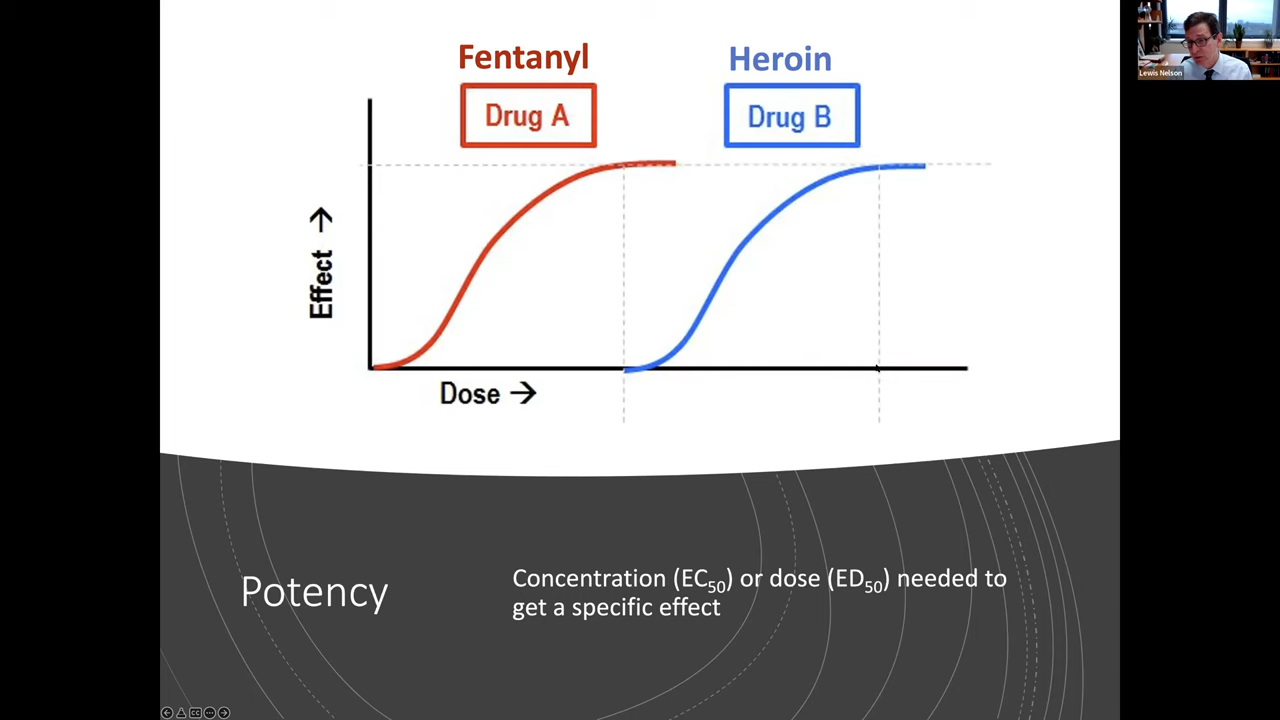 Fentanyl
Heroin
Drug A
Drug B
Effect →
Dose →
Potency
Concentration (EC50) or dose (ED50) needed to
get a specific effect
Lewis Nelson